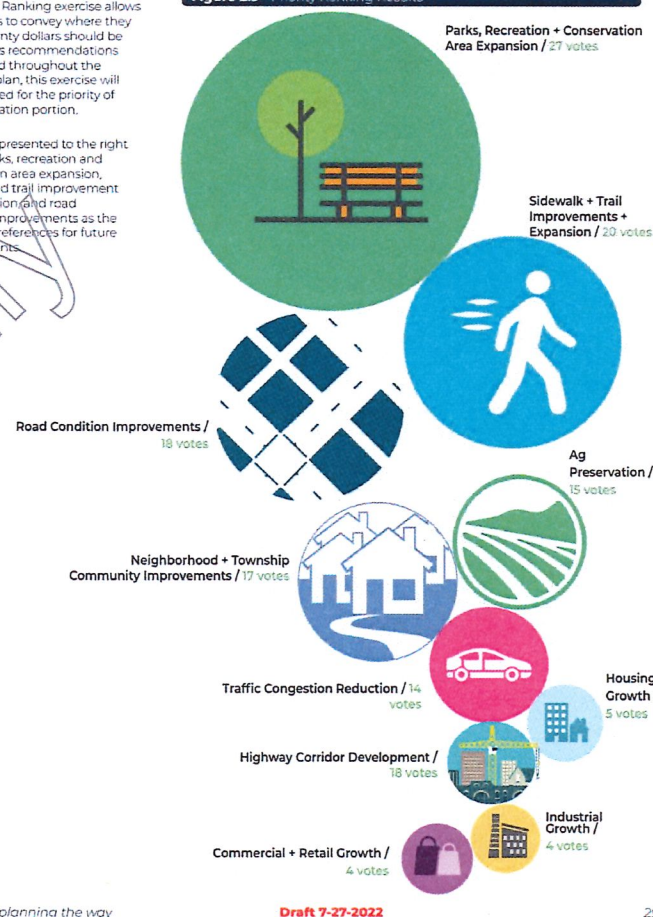 Ranking exercise allows
s to convey where they
nty dollars should be
s recommendations
d throughout the
plan, this exercise will
ed for the priority of
ation portion.
presented to the right
ks, recreation and
n area expansion,
d trail improvement
ion, and road
mprovements as the
references for future
nts.
Parks, Recreation + Conservation
Area Expansion / 27 votes
Sidewalk + Trail
Improvements +
Expansion / 20 votes
Road Condition Improvements /
18 votes
Ag
Preservation /
15 votes
Neighborhood + Township
Community Improvements / 17 votes
Traffic Congestion Reduction / 14
votes
Housing
Growth
5 votes
Highway Corridor Development /
18 votes
Industrial
Growth /
4 votes
Commercial + Retail Growth /
4 votes
planning the way
Draft 7-27-2022